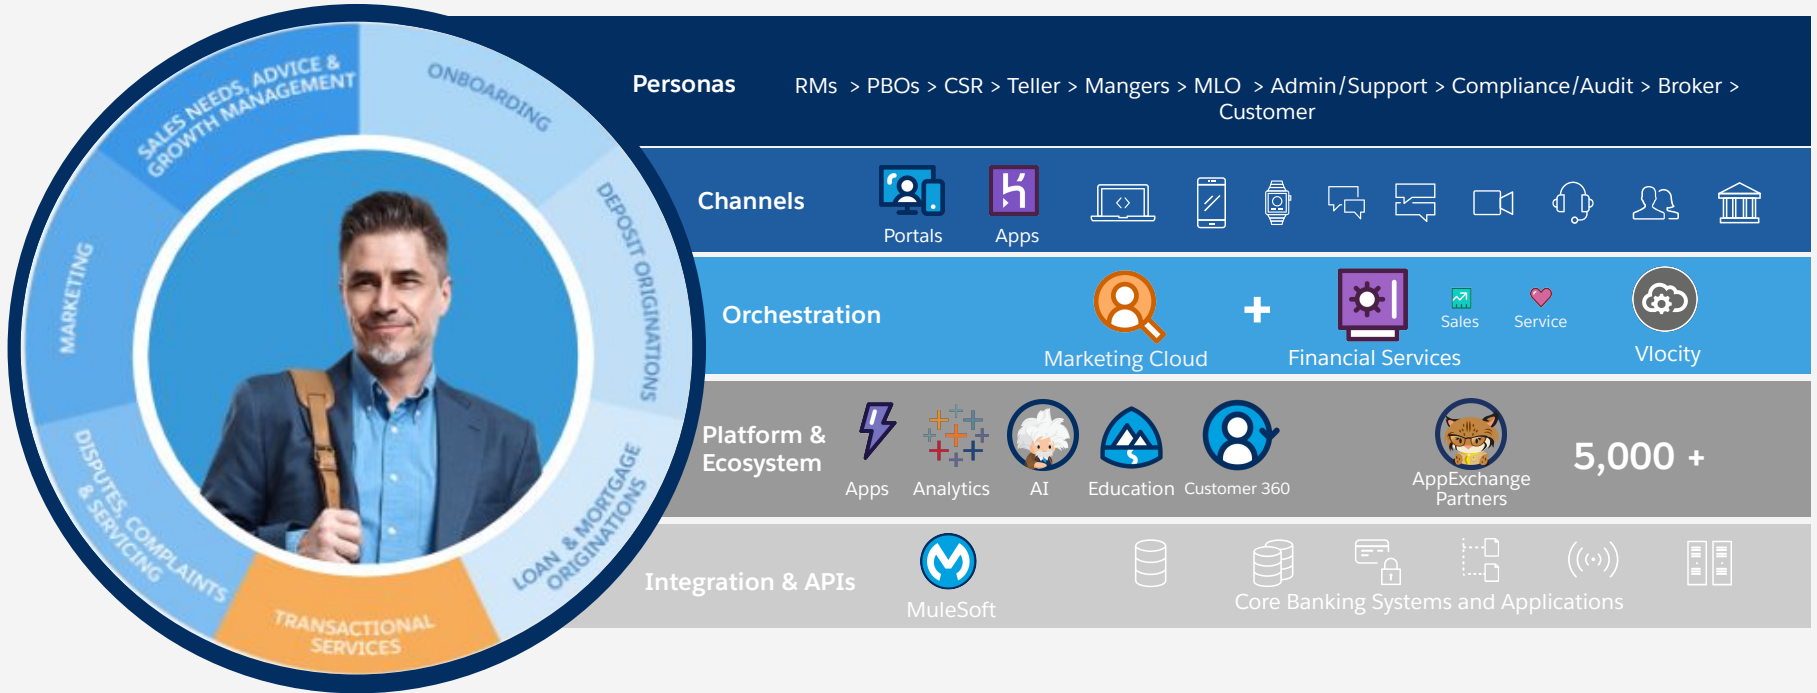 SALES NEEDS, ADVICE &
GROWTH MANAGEMENT
ONBOARDING
DEPOSIT ORIGINATIONS
LOAN & MORTGAGE
ORIGINATIONS
TRANSACTIONAL
SERVICES
DISPUTES, COMPLAINTS
& SERVICING
MARKETING
Personas
RMs > PBOs > CSR > Teller > Mangers > MLO > Admin/Support > Compliance/Audit > Broker >
Customer
Channels
Portals
Apps
Orchestration
Marketing Cloud
+
Financial Services
Sales
Service
Vlocity
Platform &
Ecosystem
Apps
Analytics
AI
Education
Customer 360
AppExchange
Partners
5,000 +
Integration & APIs
MuleSoft
Core Banking Systems and Applications